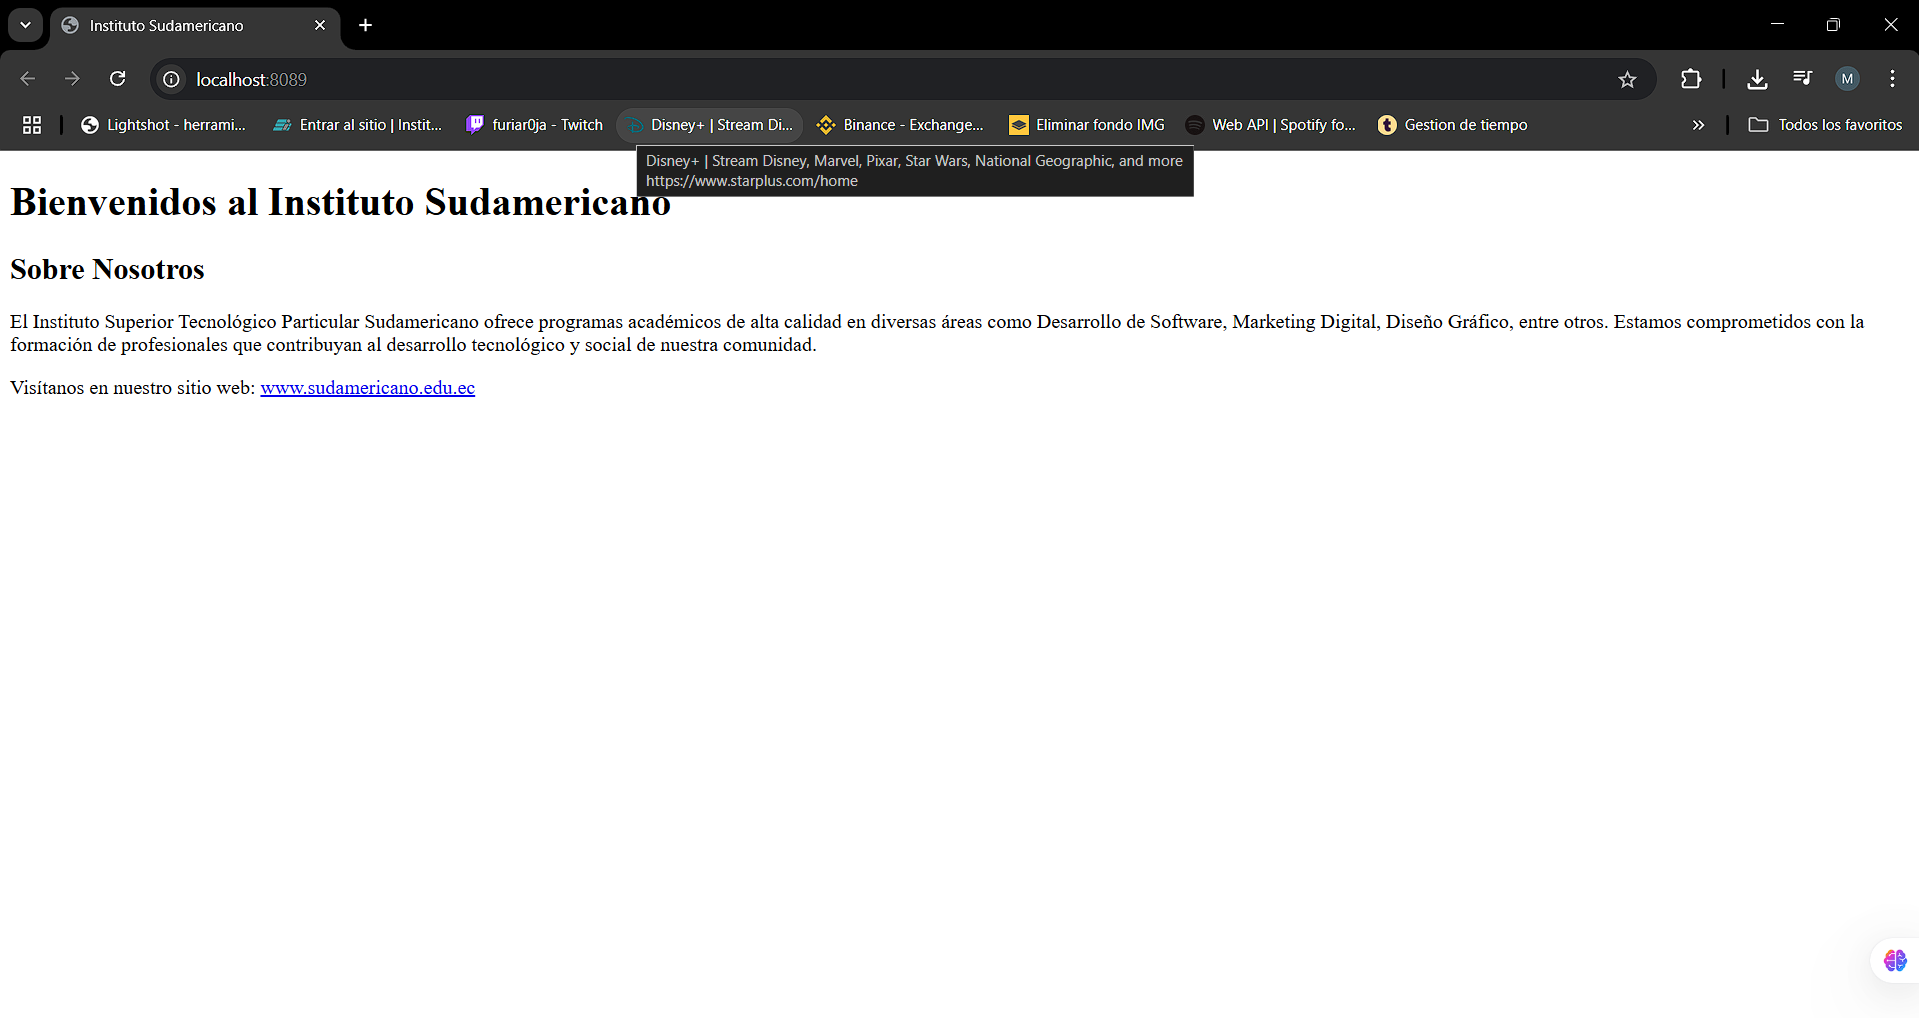 Instituto Sudamericano
localhost:8089
M
Lightshot - herrami...
Entrar al sitio | Instit...
furiar0ja - Twitch
Disney+ | Stream Di...
Binance - Exchange...
Eliminar fondo IMG
Web API | Spotify fo...
Gestion de tiempo
Todos los favoritos
Disney+ | Stream Disney, Marvel, Pixar, Star Wars, National Geographic, and more
https://www.starplus.com/home
Bienvenidos al Instituto Sudamericano
Sobre Nosotros
El Instituto Superior Tecnológico Particular Sudamericano ofrece programas académicos de alta calidad en diversas áreas como Desarrollo de Software, Marketing Digital, Diseño Gráfico, entre otros. Estamos comprometidos con la
formación de profesionales que contribuyan al desarrollo tecnológico y social de nuestra comunidad.
Visítanos en nuestro sitio web: www.sudamericano.edu.ec